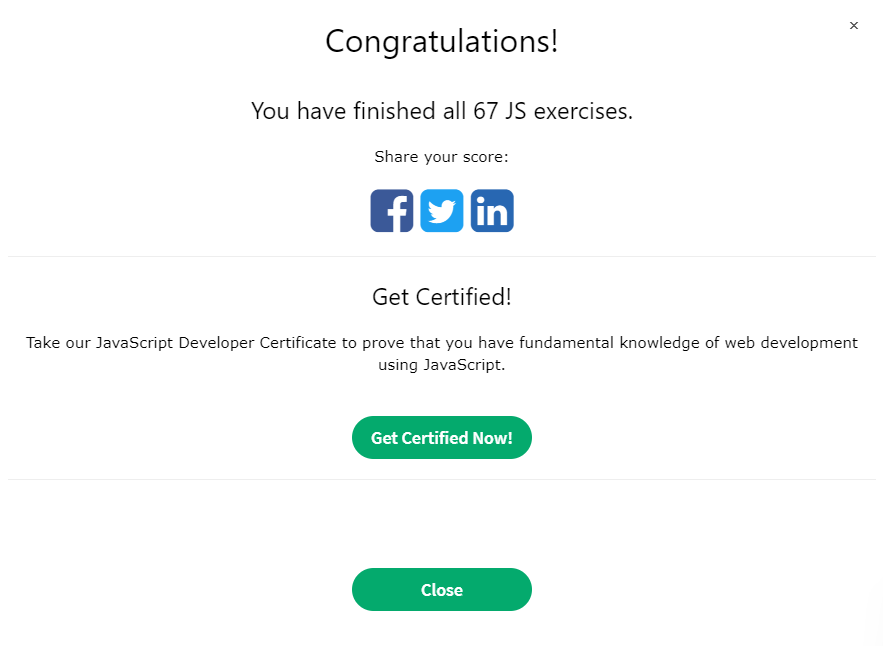 ×
Congratulations!
You have finished all 67 JS exercises.
Share your score:
Get Certified!
Take our JavaScript Developer Certificate to prove that you have fundamental knowledge of web development
using JavaScript.
Get Certified Now!
Close